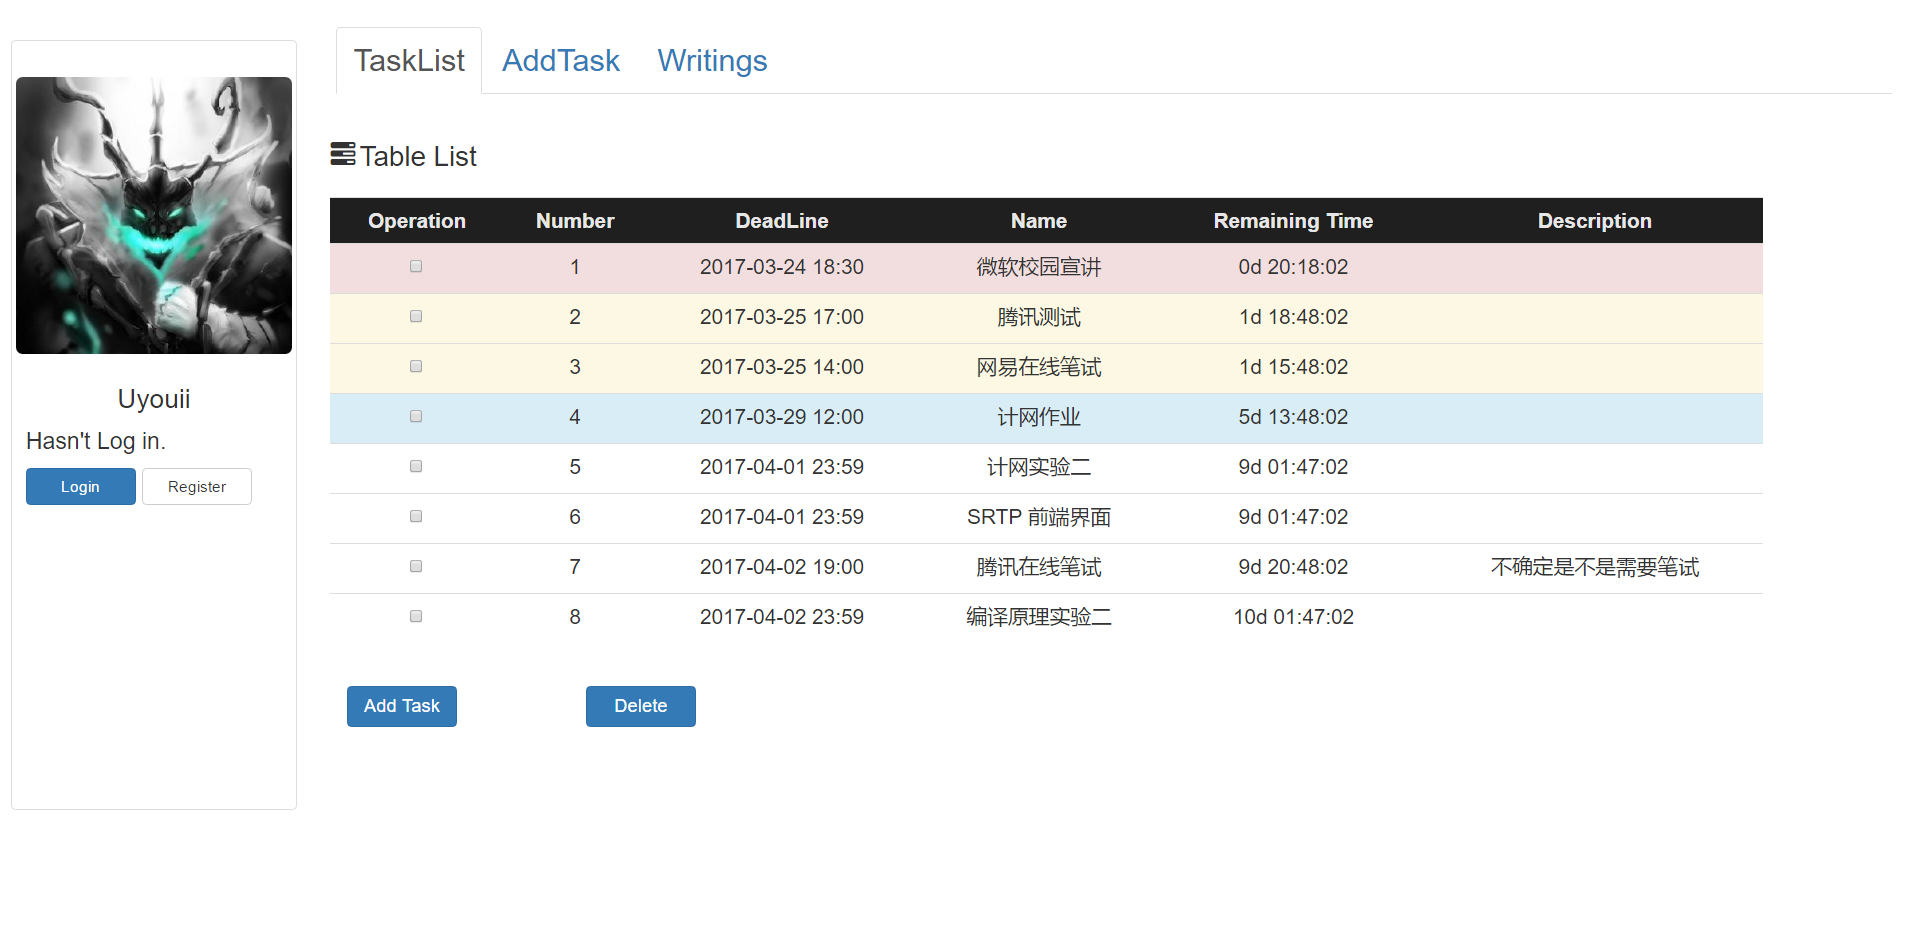 TaskList AddTask Writings
Table List
Operation Number DeadLine Name Remaining Time Description
1 2017-03-24 18:30 微软校园宣讲 0d 20:18:02
2 2017-03-25 17:00 腾讯测试 1d 18:48:02
3 2017-03-25 14:00 网易在线笔试 1d 15:48:02
4 2017-03-29 12:00 计网作业 5d 13:48:02
5 2017-04-01 23:59 计网实验二 9d 01:47:02
6 2017-04-01 23:59 SRTP 前端界面 9d 01:47:02
7 2017-04-02 19:00 腾讯在线笔试 9d 20:48:02 不确定是不是需要笔试
8 2017-04-02 23:59 编译原理实验二 10d 01:47:02
Add Task Delete
Uyouii
Hasn't Log in.
Login Register